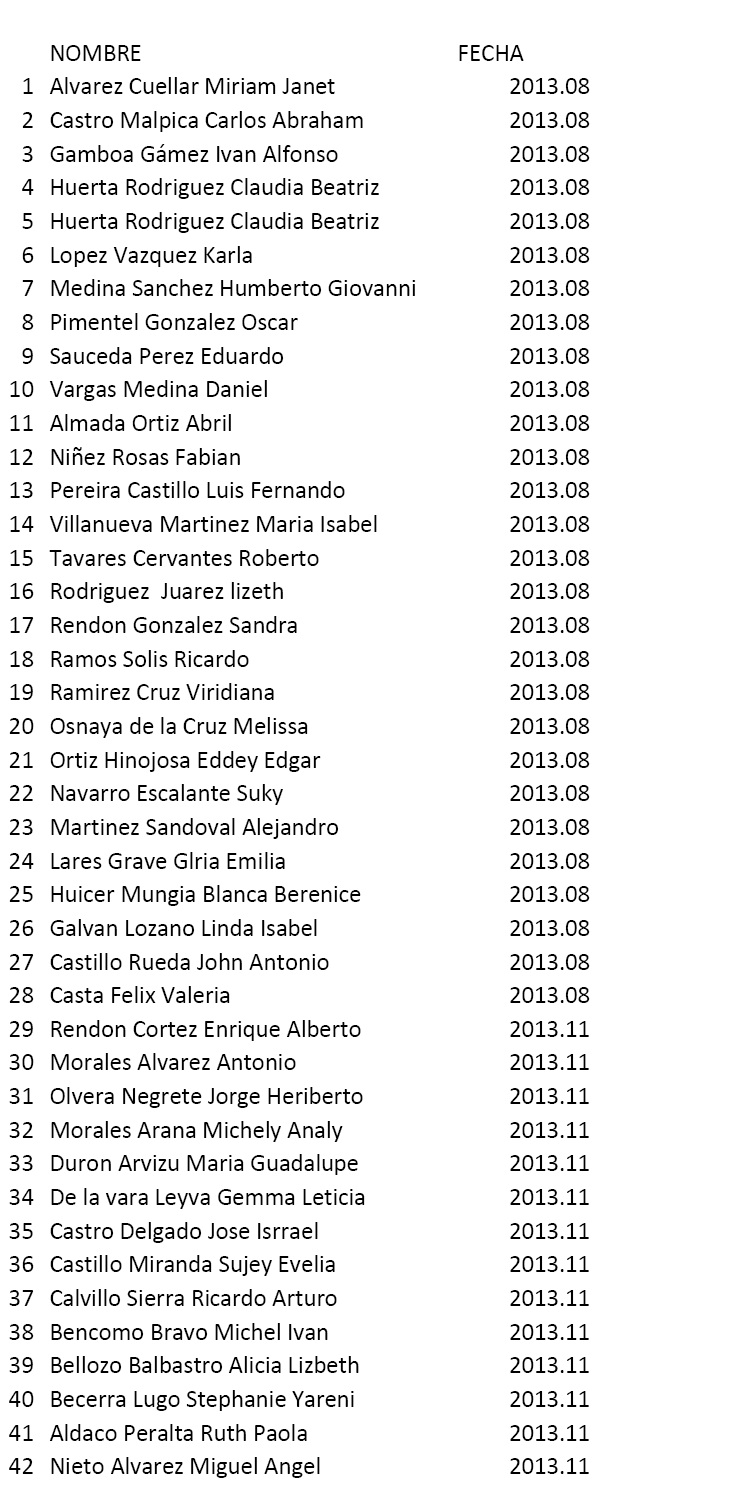 NOMBRE FECHA
1 Alvarez Cuellar Miriam Janet 2013.08
2 Castro Malpica Carlos Abraham 2013.08
3 Gamboa Gámez Ivan Alfonso 2013.08
4 Huerta Rodriguez Claudia Beatriz 2013.08
5 Huerta Rodriguez Claudia Beatriz 2013.08
6 Lopez Vazquez Karla 2013.08
7 Medina Sanchez Humberto Giovanni 2013.08
8 Pimentel Gonzalez Oscar 2013.08
9 Sauceda Perez Eduardo 2013.08
10 Vargas Medina Daniel 2013.08
11 Almada Ortiz Abril 2013.08
12 Niñez Rosas Fabian 2013.08
13 Pereira Castillo Luis Fernando 2013.08
14 Villanueva Martinez Maria Isabel 2013.08
15 Tavares Cervantes Roberto 2013.08
16 Rodriguez  Juarez lizeth 2013.08
17 Rendon Gonzalez Sandra 2013.08
18 Ramos Solis Ricardo 2013.08
19 Ramirez Cruz Viridiana 2013.08
20 Osnaya de la Cruz Melissa 2013.08
21 Ortiz Hinojosa Eddey Edgar 2013.08
22 Navarro Escalante Suky 2013.08
23 Martinez Sandoval Alejandro 2013.08
24 Lares Grave Glria Emilia 2013.08
25 Huicer Mungia Blanca Berenice 2013.08
26 Galvan Lozano Linda Isabel 2013.08
27 Castillo Rueda John Antonio 2013.08
28 Casta Felix Valeria 2013.08
29 Rendon Cortez Enrique Alberto 2013.11
30 Morales Alvarez Antonio 2013.11
31 Olvera Negrete Jorge Heriberto 2013.11
32 Morales Arana Michely Analy 2013.11
33 Duron Arvizu Maria Guadalupe 2013.11
34 De la vara Leyva Gemma Leticia 2013.11
35 Castro Delgado Jose Isrrael 2013.11
36 Castillo Miranda Sujey Evelia 2013.11
37 Calvillo Sierra Ricardo Arturo 2013.11
38 Bencomo Bravo Michel Ivan 2013.11
39 Bellozo Balbastro Alicia Lizbeth 2013.11
40 Becerra Lugo Stephanie Yareni 2013.11
41 Aldaco Peralta Ruth Paola 2013.11
42 Nieto Alvarez Miguel Angel 2013.11